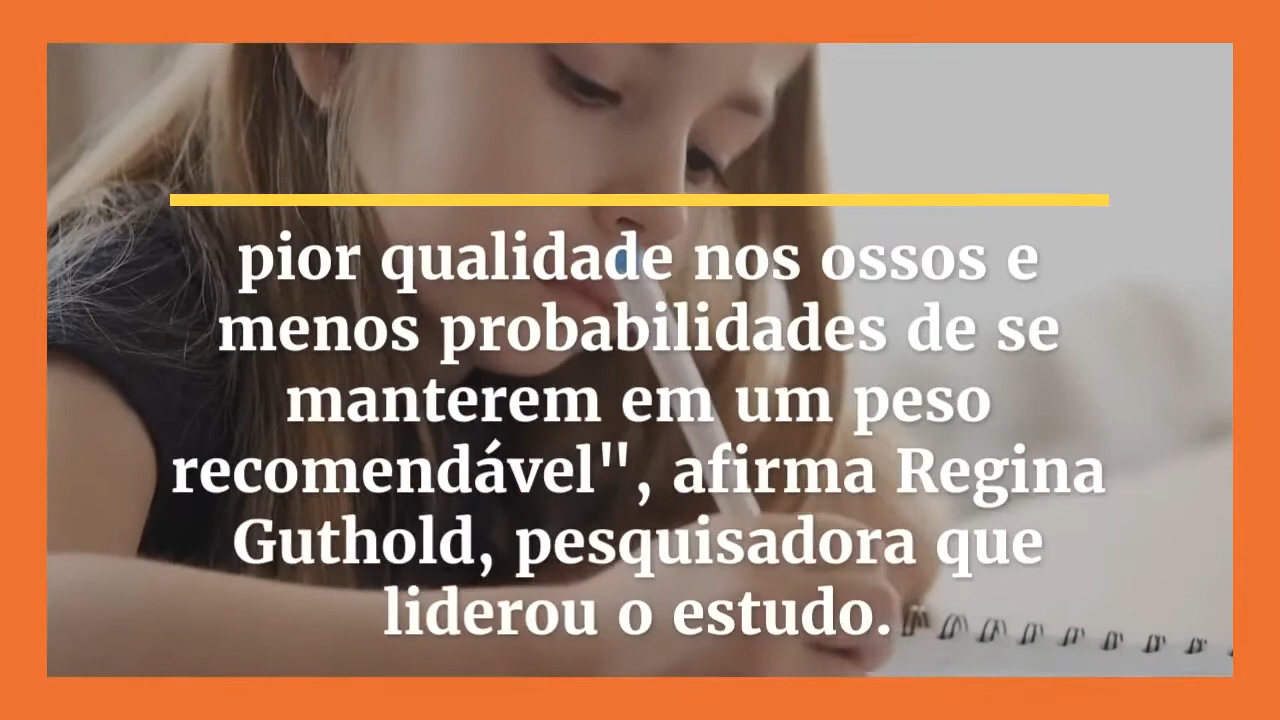 pior qualidade nos ossos e
menos probabilidades de se
manterem em um peso
recomendável", afirma Regina
Guthold, pesquisadora que
liderou o estudo.